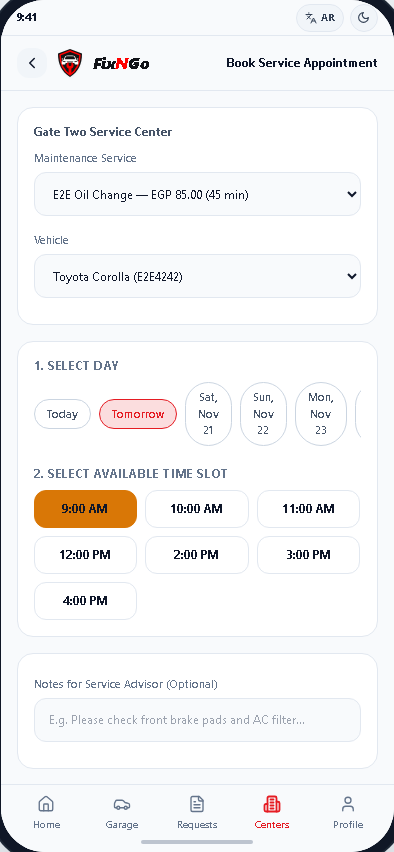 9:41
AR
FixNGo
Book Service Appointment
Gate Two Service Center
Maintenance Service
E2E Oil Change — EGP 85.00 (45 min)
Vehicle
Toyota Corolla (E2E4242)
1. SELECT DAY
Today
Tomorrow
Sat,
Nov
21
Sun,
Nov
22
Mon,
Nov
23
2. SELECT AVAILABLE TIME SLOT
9:00 AM
10:00 AM
11:00 AM
12:00 PM
2:00 PM
3:00 PM
4:00 PM
Notes for Service Advisor (Optional)
E.g. Please check front brake pads and AC filter...
Home
Garage
Requests
Centers
Profile